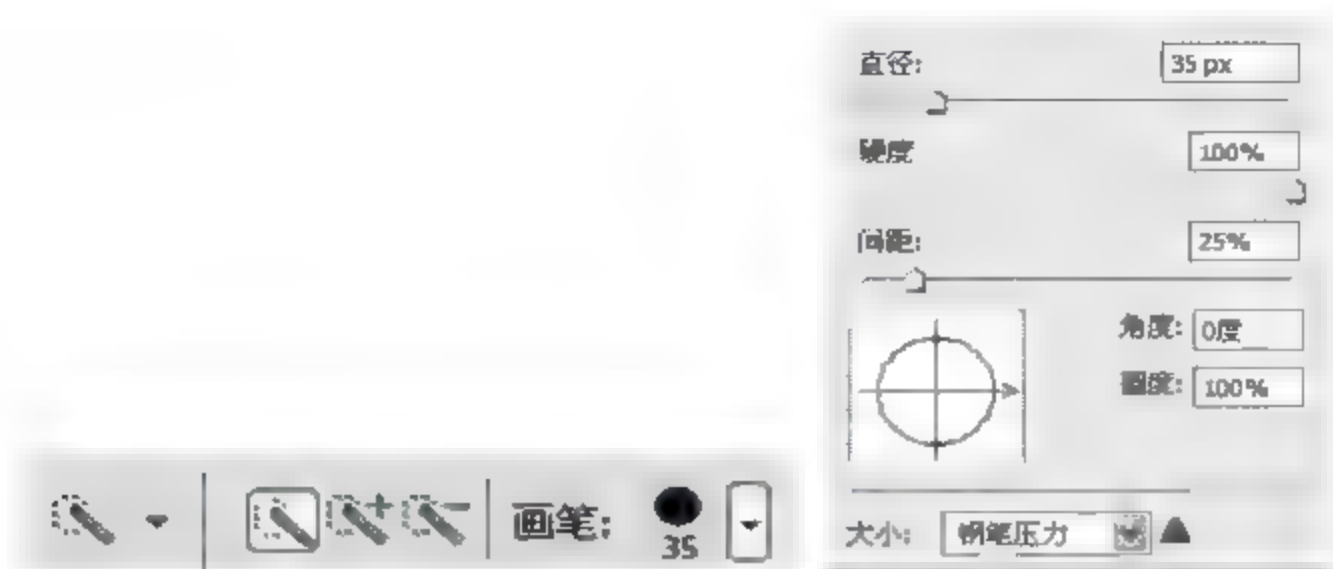 直径: 35 px
硬度 100%
间距: 25%
角度: 0度
圆度: 100%
大小: 钢笔压力
画笔: 35